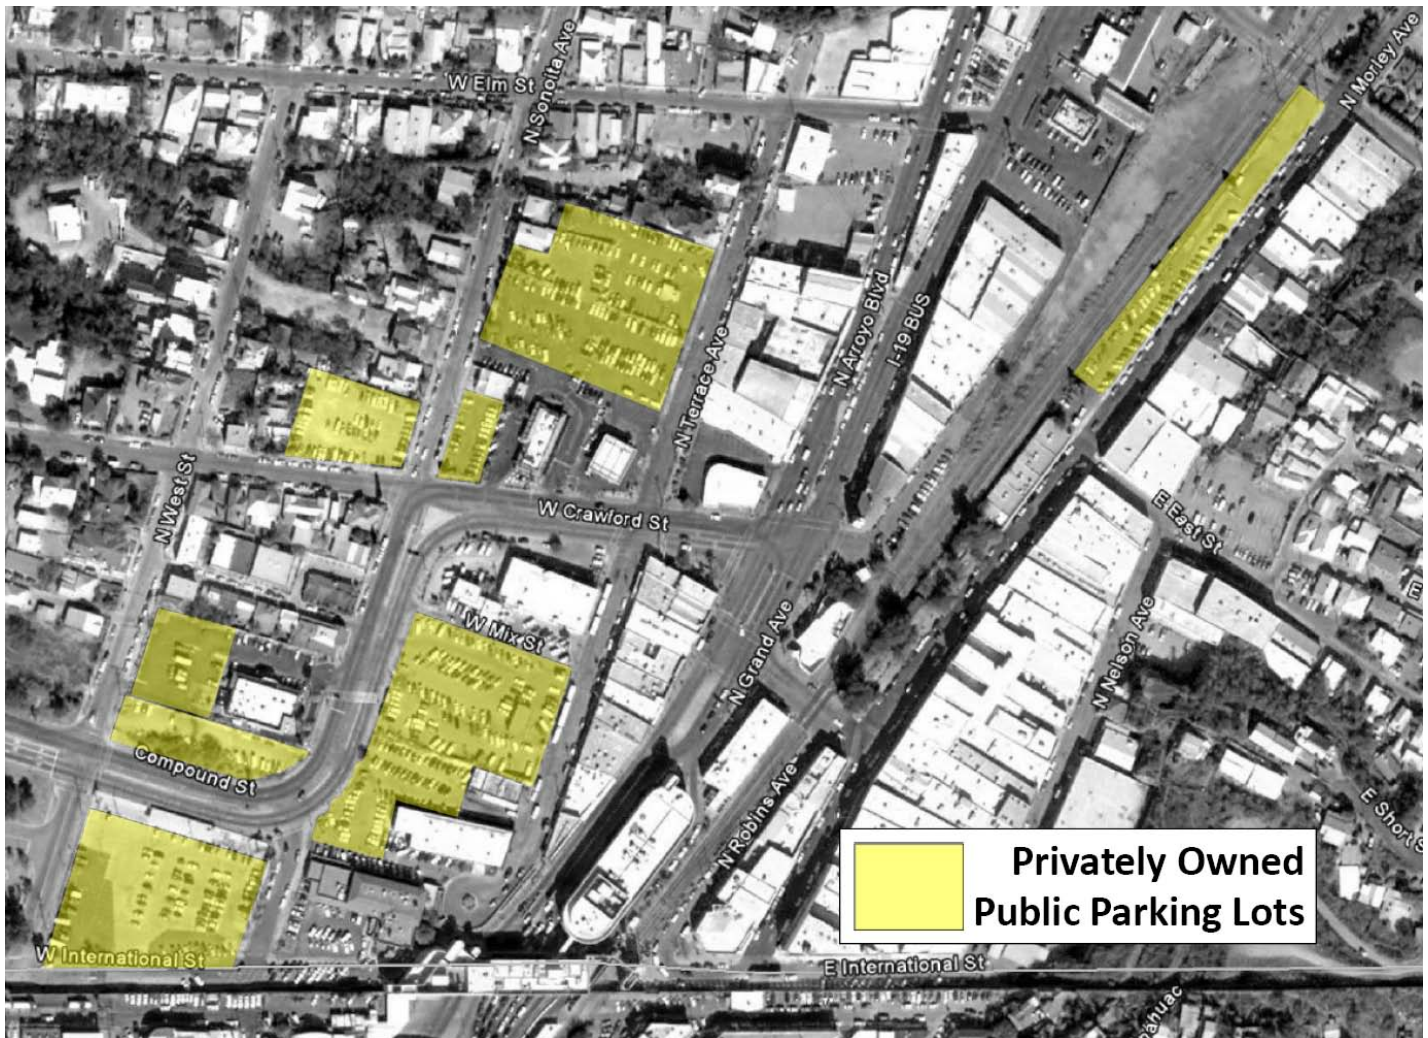 W Elm St
N Sonoita Ave
N Morley Ave
K
N Arroyo Blvd
I-19 BUS
N Terrace Ave
N West St
W Crawford St
E East St
W Mix St
N Grand Ave
N Nelson Ave
Compound St
N Robins Ave
E Short S
Privately Owned
Public Parking Lots
W International St
E International St